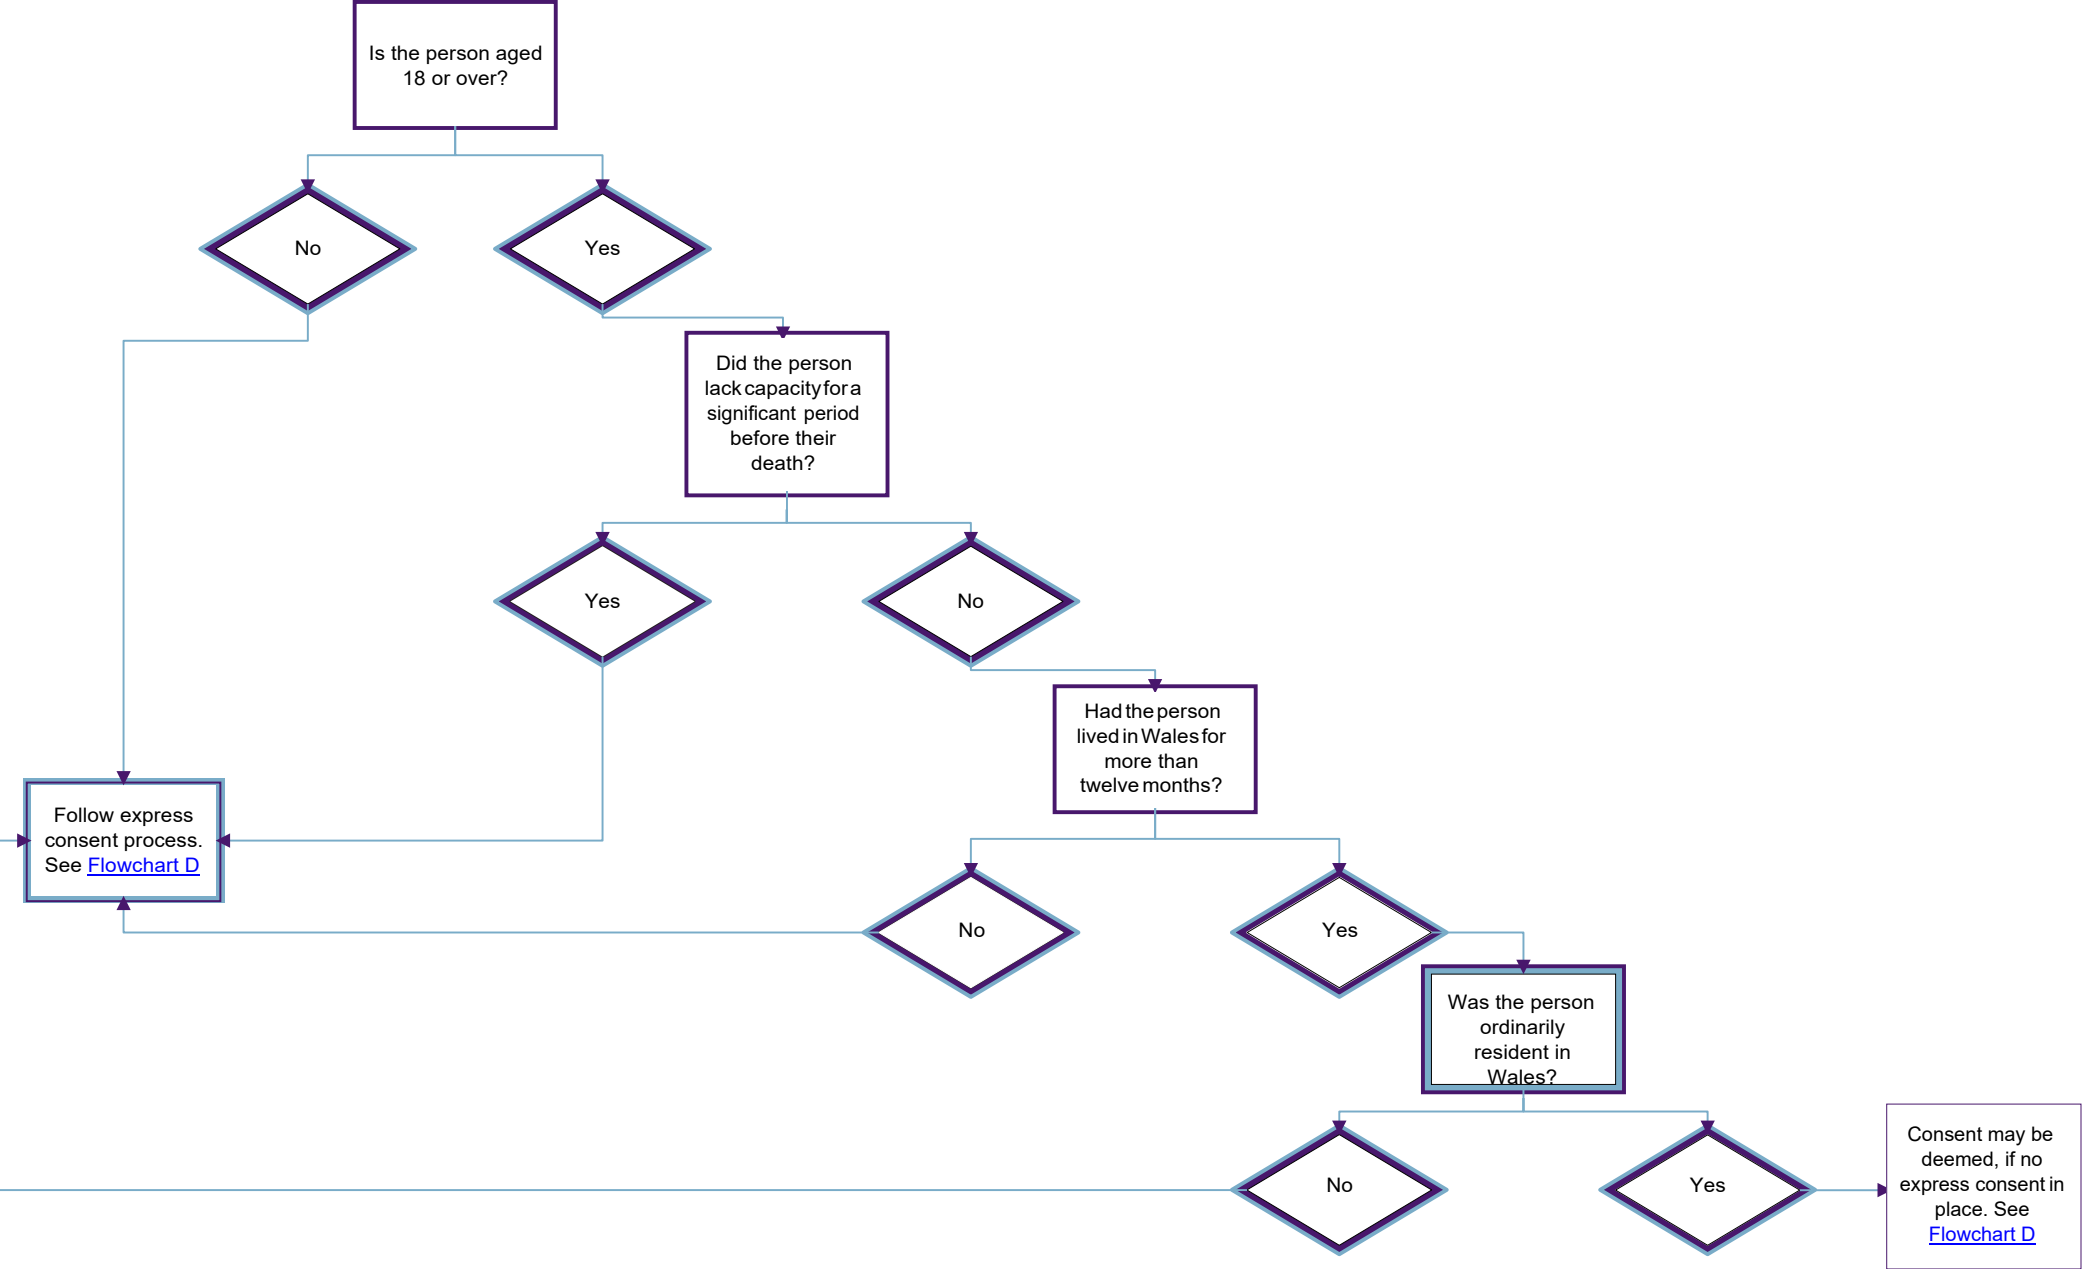 Is the person aged
18 or over?
No
Yes
Did the person
lack capacity for a
significant period
before their
death?
Yes
No
Had the person
lived in Wales for
more than
twelve months?
Follow express
consent process.
See Flowchart D
No
Yes
Was the person
ordinarily
resident in
Wales?
No
Yes
Consent may be
deemed, if no
express consent in
place. See
Flowchart D